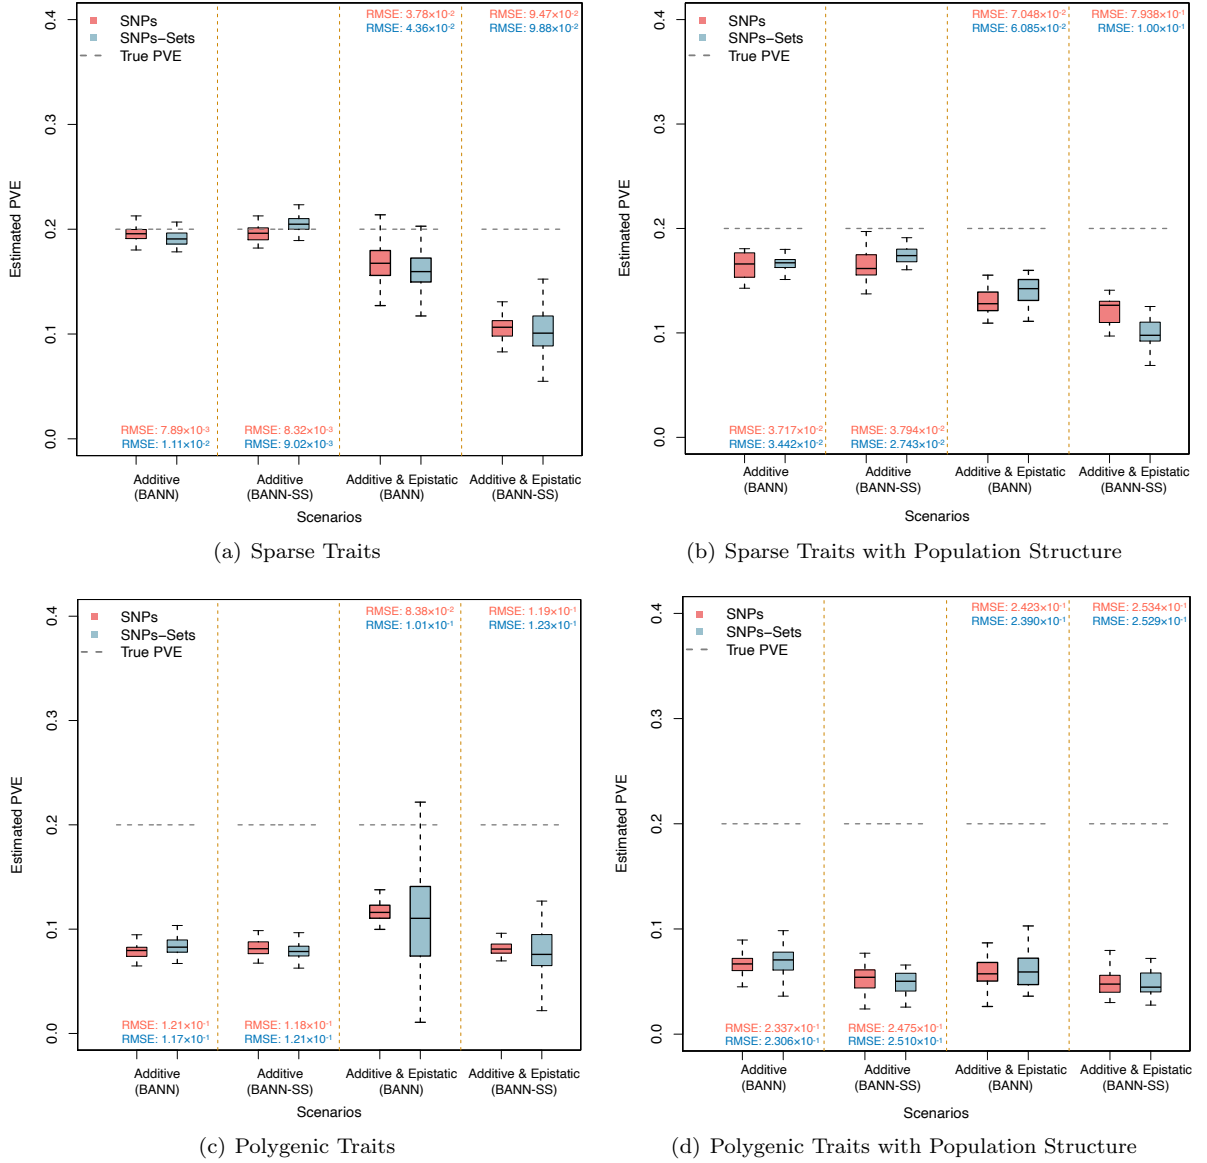 RMSE: 3.78×10-2
RMSE: 9.47×10-2
RMSE: 4.36×10-2
RMSE: 9.88×10-2
SNPs
SNPs−Sets
True PVE
0.4
0.3
0.2
0.1
0.0
Estimated PVE
RMSE: 7.89×10-3
RMSE: 8.32×10-3
RMSE: 1.11×10-2
RMSE: 9.02×10-3
Additive
(BANN)
Additive
(BANN-SS)
Additive & Epistatic
(BANN)
Additive & Epistatic
(BANN-SS)
Scenarios
(a) Sparse Traits
RMSE: 7.048×10-2
RMSE: 7.938×10-1
RMSE: 6.085×10-2
RMSE: 1.00×10-1
SNPs
SNPs−Sets
True PVE
0.4
0.3
0.2
0.1
0.0
Estimated PVE
RMSE: 3.717×10-2
RMSE: 3.794×10-2
RMSE: 3.442×10-2
RMSE: 2.743×10-2
Additive
(BANN)
Additive
(BANN-SS)
Additive & Epistatic
(BANN)
Additive & Epistatic
(BANN-SS)
Scenarios
(b) Sparse Traits with Population Structure
RMSE: 8.38×10-2
RMSE: 1.19×10-1
RMSE: 1.01×10-1
RMSE: 1.23×10-1
SNPs
SNPs−Sets
True PVE
0.4
0.3
0.2
0.1
0.0
Estimated PVE
RMSE: 1.21×10-1
RMSE: 1.18×10-1
RMSE: 1.17×10-1
RMSE: 1.21×10-1
Additive
(BANN)
Additive
(BANN-SS)
Additive & Epistatic
(BANN)
Additive & Epistatic
(BANN-SS)
Scenarios
(c) Polygenic Traits
RMSE: 2.423×10-1
RMSE: 2.534×10-1
RMSE: 2.390×10-1
RMSE: 2.529×10-1
SNPs
SNPs−Sets
True PVE
0.4
0.3
0.2
0.1
0.0
Estimated PVE
RMSE: 2.337×10-1
RMSE: 2.475×10-1
RMSE: 2.306×10-1
RMSE: 2.510×10-1
Additive
(BANN)
Additive
(BANN-SS)
Additive & Epistatic
(BANN)
Additive & Epistatic
(BANN-SS)
Scenarios
(d) Polygenic Traits with Population Structure